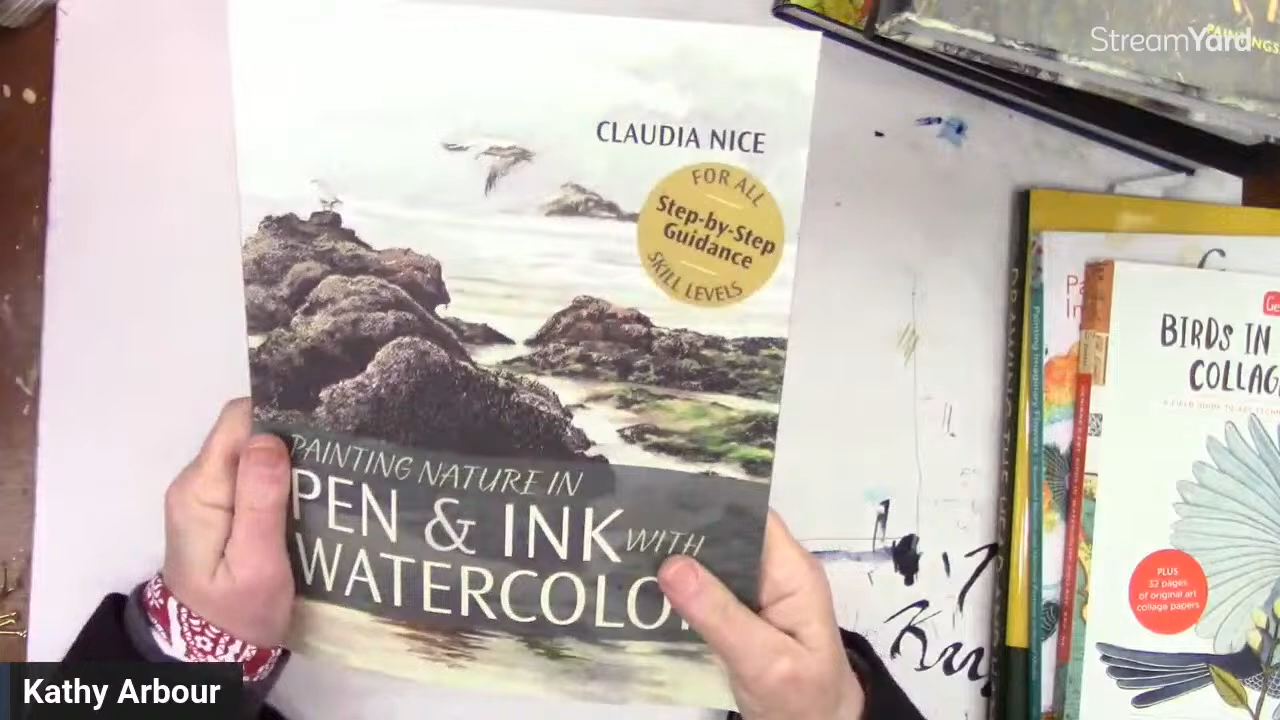 StreamYard
PAINTINGS
CLAUDIA NICE
FOR ALL
Step-by-Step
Guidance
SKILL LEVELS
PAINTING NATURE IN
PEN & INK WITH
WATERCOLO
BIRDS IN
COLLAG
PLUS
32 pages
of original art
collage papers
Kathy Arbour